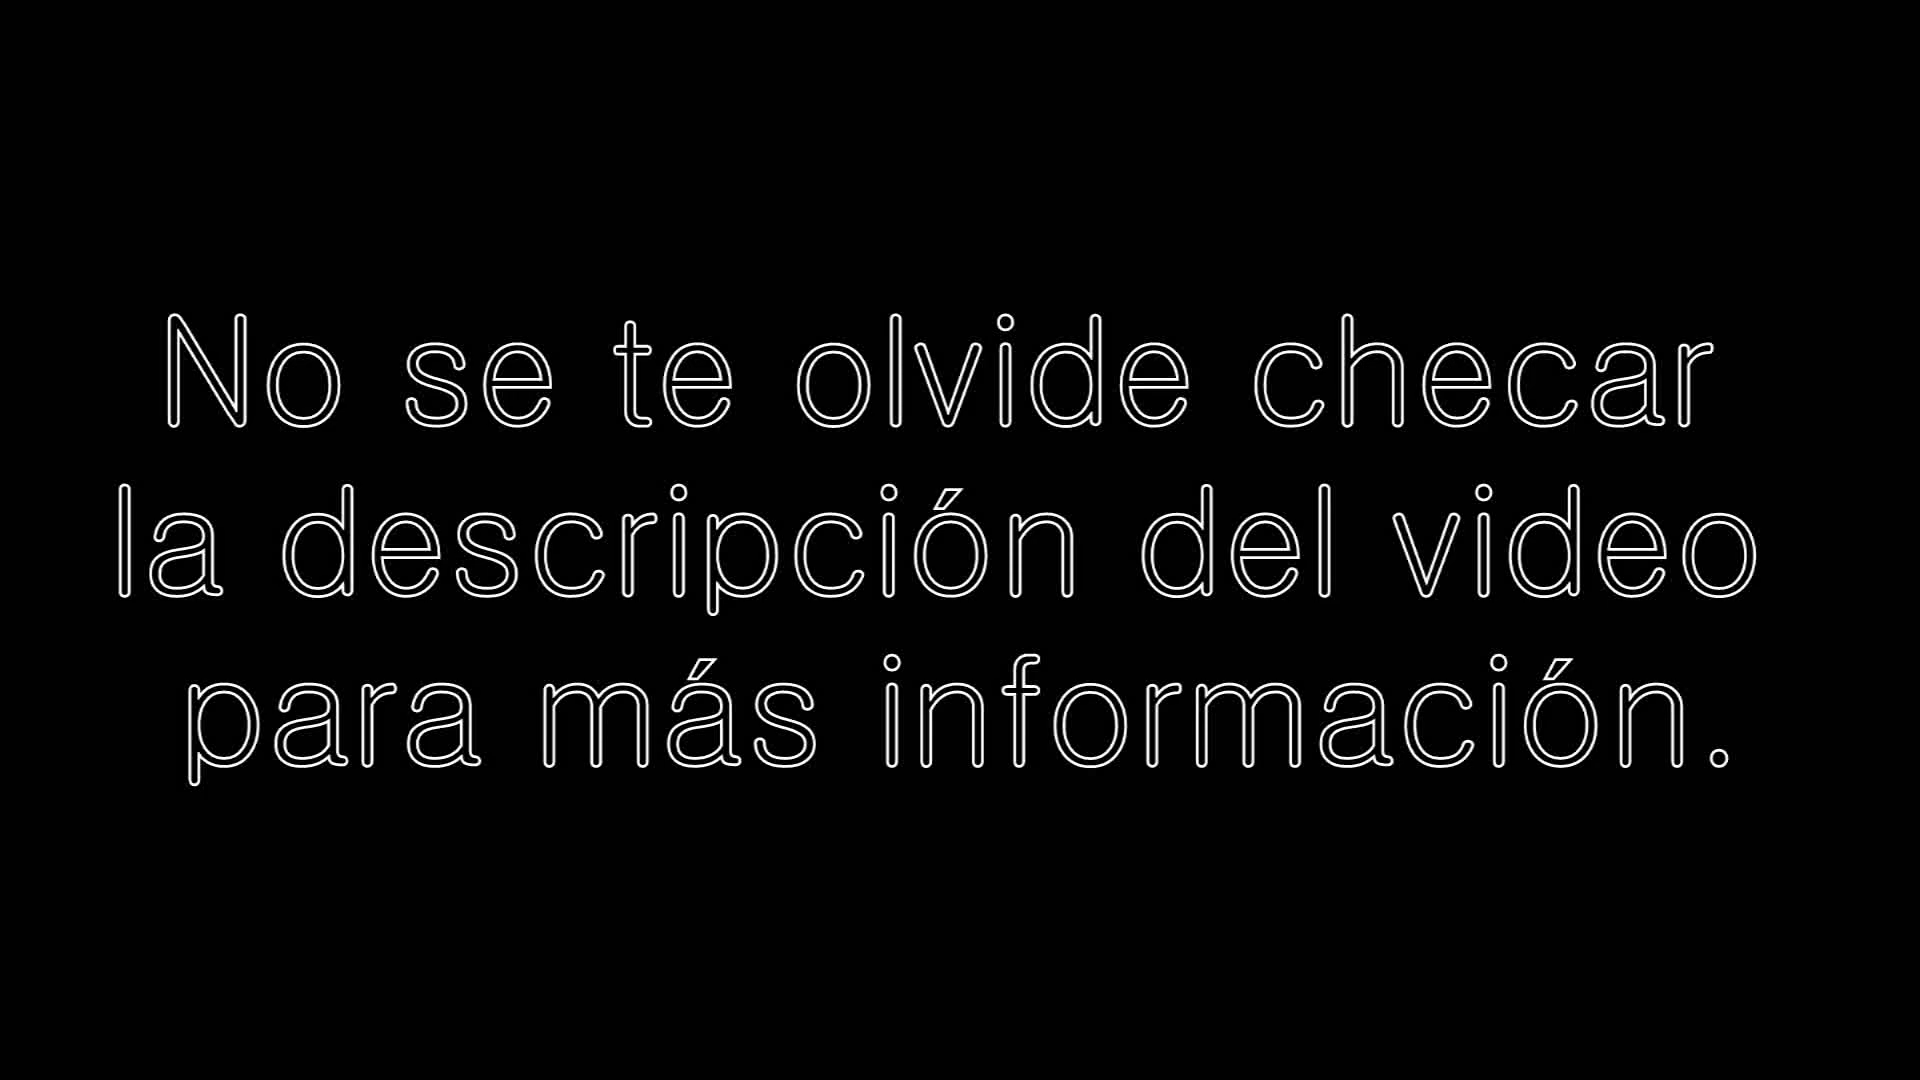 No se te olvide checar
la descripción del video
para más información.